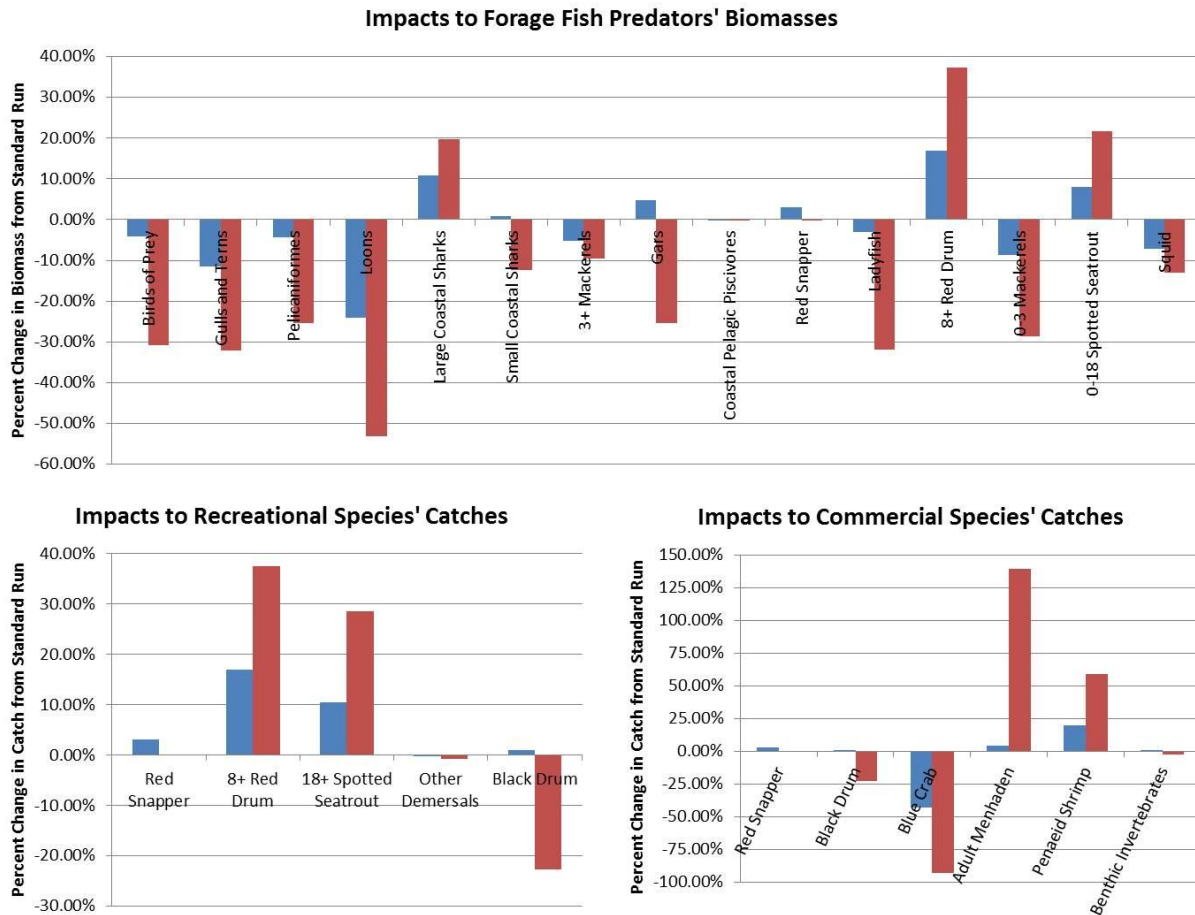 Impacts to Forage Fish Predators' Biomasses
Percent Change in Biomass from Standard Run
40.00%
30.00%
20.00%
10.00%
0.00%
-10.00%
-20.00%
-30.00%
-40.00%
-50.00%
-60.00%
Birds of Prey
Gulls and Terns
Pelicaniformes
Loons
Large Coastal Sharks
Small Coastal Sharks
3+ Mackerels
Gars
Coastal Pelagic Piscivores
Red Snapper
Ladyfish
8+ Red Drum
0-3 Mackerels
0-18 Spotted Seatrout
Squid
Impacts to Recreational Species' Catches
Percent Change in Catch from Standard Run
40.00%
30.00%
20.00%
10.00%
0.00%
-10.00%
-20.00%
-30.00%
Red
Snapper
8+ Red
Drum
18+ Spotted
Seatrout
Other
Demersals
Black Drum
Impacts to Commercial Species' Catches
Percent Change in Catch from Standard Run
150.00%
125.00%
100.00%
75.00%
50.00%
25.00%
0.00%
-25.00%
-50.00%
-75.00%
-100.00%
Red Snapper
Black Drum
Blue Crab
Adult Menhaden
Penaeid Shrimp
Benthic Invertebrates